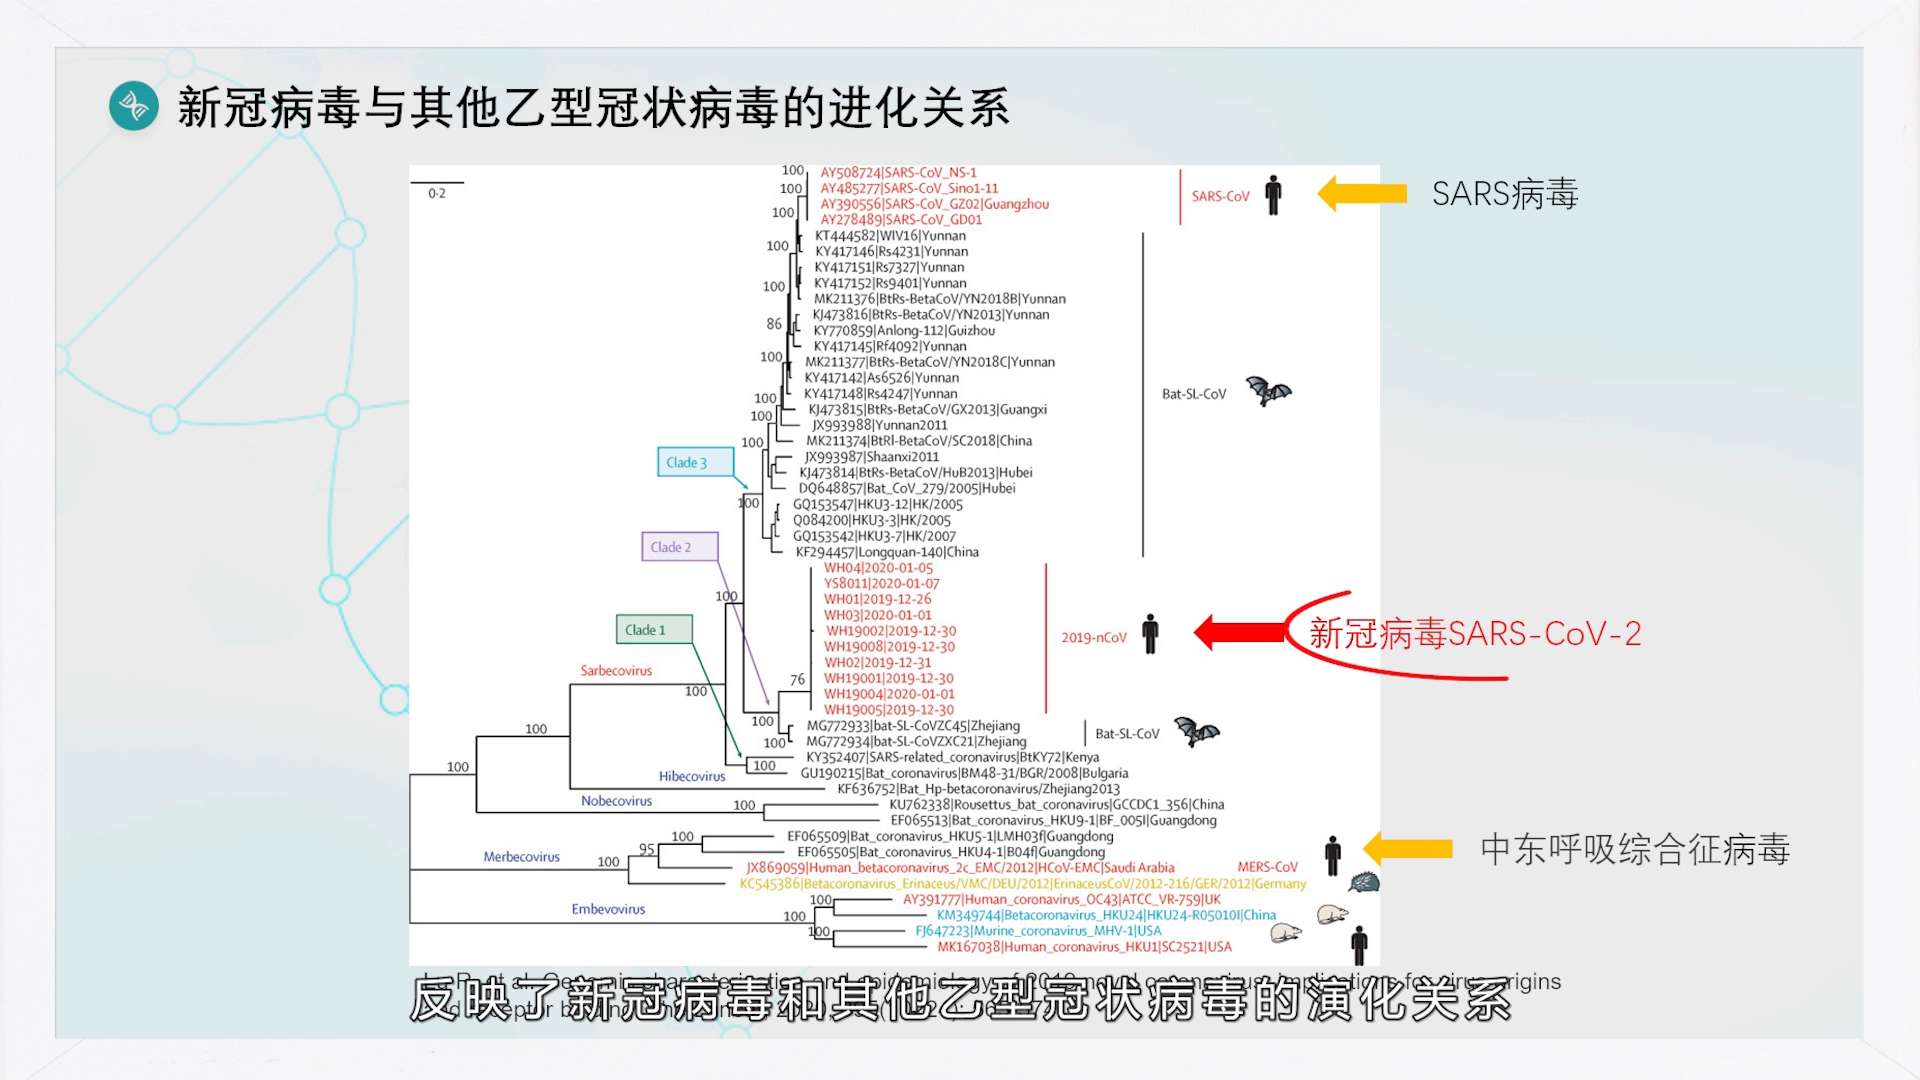 新冠病毒与其他乙型冠状病毒的进化关系
0·2
100
AY508724|SARS-CoV_NS-1
100
AY485277|SARS-CoV_Sino1-11
SARS-CoV
SARS病毒
AY390556|SARS-CoV_GZ02|Guangzhou
100
AY278489|SARS-CoV_GD01
KT444582|WIV16|Yunnan
100
KY417146|Rs4231|Yunnan
KY417151|Rs7327|Yunnan
100
KY417152|Rs9401|Yunnan
MK211376|BtRs-BetaCoV/YN2018B|Yunnan
KJ473816|BtRs-BetaCoV/YN2013|Yunnan
86
KY770859|Anlong-112|Guizhou
KY417145|Rf4092|Yunnan
100
MK211377|BtRs-BetaCoV/YN2018C|Yunnan
KY417142|As6526|Yunnan
KY417148|Rs4247|Yunnan
Bat-SL-CoV
100
KJ473815|BtRs-BetaCoV/GX2013|Guangxi
100
JX993988|Yunnan2011
100
MK211374|BtRl-BetaCoV/SC2018|China
JX993987|Shaanxi2011
Clade 3
KJ473814|BtRs-BetaCoV/HuB2013|Hubei
DQ648857|Bat_CoV_279/2005|Hubei
100
GQ153547|HKU3-12|HK/2005
Q084200|HKU3-3|HK/2005
GQ153542|HKU3-7|HK/2007
Clade 2
KF294457|Longquan-140|China
WH04|2020-01-05
YS8011|2020-01-07
100
WH01|2019-12-26
WH03|2020-01-01
Clade 1
WH19002|2019-12-30
2019-nCoV
新冠病毒SARS-CoV-2
WH19008|2019-12-30
WH02|2019-12-31
Sarbecovirus
76
WH19001|2019-12-30
100
WH19004|2020-01-01
WH19005|2019-12-30
100
MG772933|bat-SL-CoVZC45|Zhejiang
100
Bat-SL-CoV
100
MG772934|bat-SL-CoVZXC21|Zhejiang
KY352407|SARS-related_coronavirus|BtKY72|Kenya
100
100
GU190215|Bat_coronavirus|BM48-31/BGR/2008|Bulgaria
Hibecovirus
KF636752|Bat_Hp-betacoronavirus/Zhejiang2013
Nobecovirus
100
KU762338|Rousettus_bat_coronavirus|GCCDC1_356|China
EF065513|Bat_coronavirus_HKU9-1|BF_005I|Guangdong
100
EF065509|Bat_coronavirus_HKU5-1|LMH03f|Guangdong
95
EF065505|Bat_coronavirus_HKU4-1|B04f|Guangdong
中东呼吸综合征病毒
Merbecovirus
100
JX869059|Human_betacoronavirus_2c_EMC/2012|HCoV-EMC|Saudi Arabia
MERS-CoV
KC545386|Betacoronavirus_Erinaceus/VMC/DEU/2012|ErinaceusCoV/2012-216/GER/2012|Germany
100
AY391777|Human_coronavirus_OC43|ATCC_VR-759|UK
Embevovirus
100
KM349744|Betacoronavirus_HKU24|HKU24-R05010I|China
100
FJ647223|Murine_coronavirus_MHV-1|USA
MK167038|Human_coronavirus_HKU1|SC2521|USA
反映了新冠病毒和其他乙型冠状病毒的演化关系